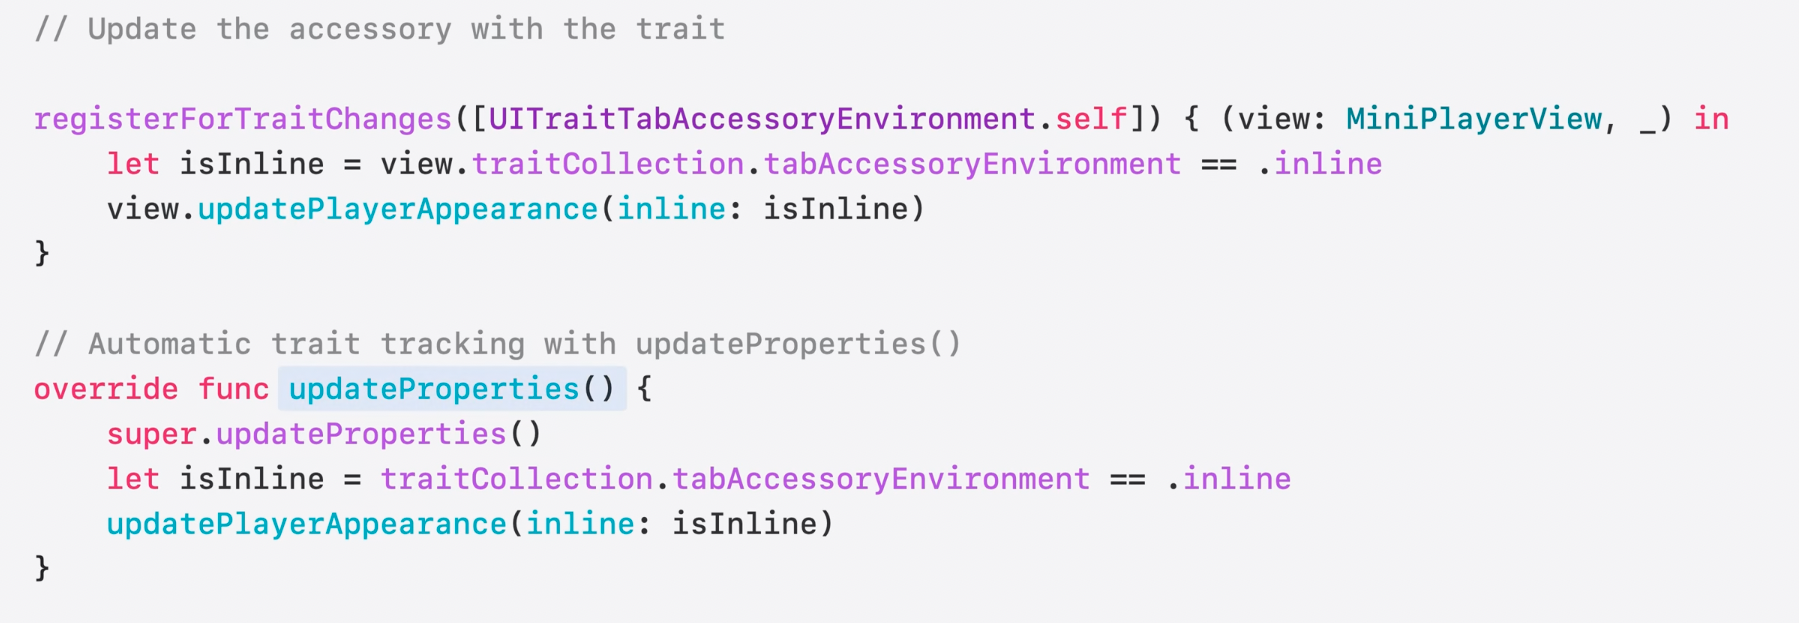 // Update the accessory with the trait
registerForTraitChanges([UITraitTabAccessoryEnvironment.self]) { (view: MiniPlayerView, _) in
    let isInline = view.traitCollection.tabAccessoryEnvironment == .inline
    view.updatePlayerAppearance(inline: isInline)
}
// Automatic trait tracking with updateProperties()
override func updateProperties() {
    super.updateProperties()
    let isInline = traitCollection.tabAccessoryEnvironment == .inline
    updatePlayerAppearance(inline: isInline)
}